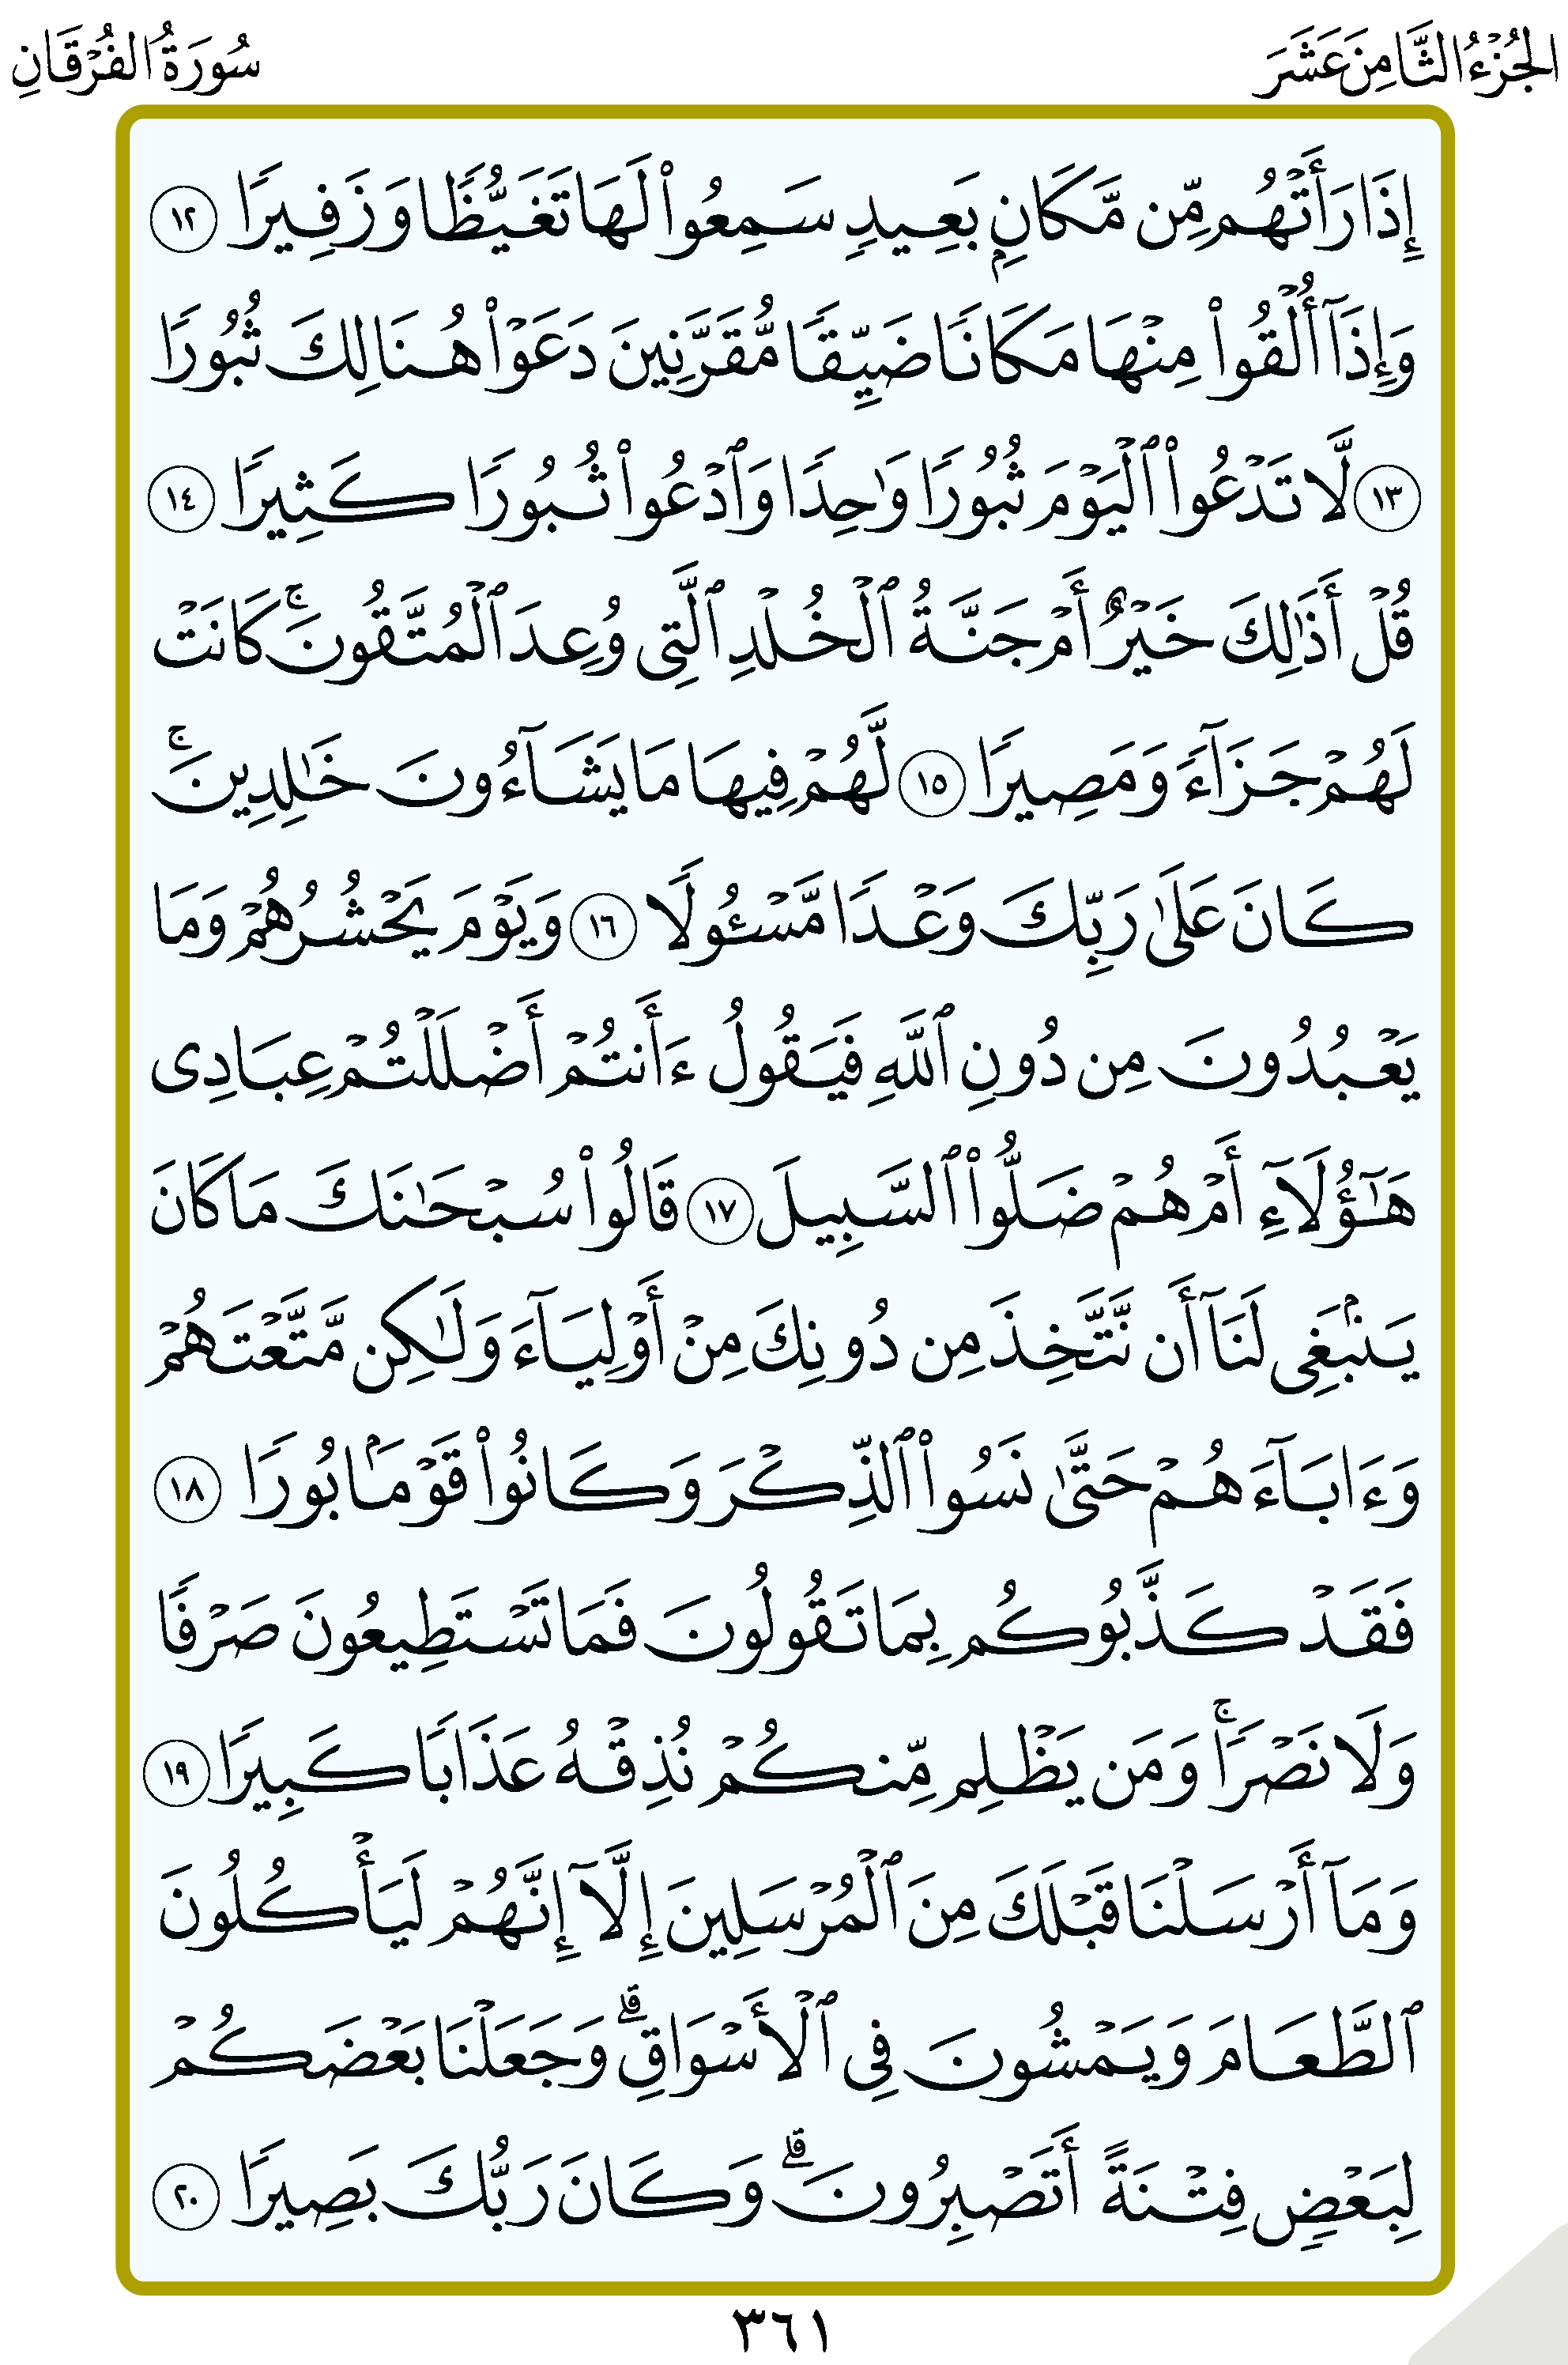 الجُزْءُ الثَّامِنَ عَشَرَ
سُورَةُ الفُرْقَانِ
إِذَا رَأَتْهُم مِّن مَّكَانِۭ بَعِيدٍ سَمِعُوا۟ لَهَا تَغَيُّظًا وَزَفِيرًا ١٢
وَإِذَآ أُلْقُوا۟ مِنْهَا مَكَانًا ضَيِّقًا مُّقَرَّنِينَ دَعَوْا۟ هُنَالِكَ ثُبُورًا
١٣ لَّا تَدْعُوا۟ ٱلْيَوْمَ ثُبُورًا وَٰحِدًا وَٱدْعُوا۟ ثُبُورًا كَثِيرًا ١٤
قُلْ أَذَٰلِكَ خَيْرٌ أَمْ جَنَّةُ ٱلْخُلْدِ ٱلَّتِى وُعِدَ ٱلْمُتَّقُونَ ۚ كَانَتْ
لَهُمْ جَزَآءً وَمَصِيرًا ١٥ لَّهُمْ فِيهَا مَا يَشَآءُونَ خَٰلِدِينَ ۚ
كَانَ عَلَىٰ رَبِّكَ وَعْدًا مَّسْـُٔولًا ١٦ وَيَوْمَ يَحْشُرُهُمْ وَمَا
يَعْبُدُونَ مِن دُونِ ٱللَّهِ فَيَقُولُ ءَأَنتُمْ أَضْلَلْتُمْ عِبَادِى
هَٰٓؤُلَآءِ أَمْ هُمْ ضَلُّوا۟ ٱلسَّبِيلَ ١٧ قَالُوا۟ سُبْحَٰنَكَ مَا كَانَ
يَنۢبَغِى لَنَآ أَن نَّتَّخِذَ مِن دُونِكَ مِنْ أَوْلِيَآءَ وَلَٰكِن مَّتَّعْتَهُمْ
وَءَابَآءَهُمْ حَتَّىٰ نَسُوا۟ ٱلذِّكْرَ وَكَانُوا۟ قَوْمَۢا بُورًا ١٨
فَقَدْ كَذَّبُوكُم بِمَا تَقُولُونَ فَمَا تَسْتَطِيعُونَ صَرْفًا
وَلَا نَصْرًا ۚ وَمَن يَظْلِم مِّنكُمْ نُذِقْهُ عَذَابًا كَبِيرًا ١٩
وَمَآ أَرْسَلْنَا قَبْلَكَ مِنَ ٱلْمُرْسَلِينَ إِلَّآ إِنَّهُمْ لَيَأْكُلُونَ
ٱلطَّعَامَ وَيَمْشُونَ فِى ٱلْأَسْوَاقِ ۗ وَجَعَلْنَا بَعْضَكُمْ
لِبَعْضٍ فِتْنَةً أَتَصْبِرُونَ ۗ وَكَانَ رَبُّكَ بَصِيرًا ٢٠
٣٦١